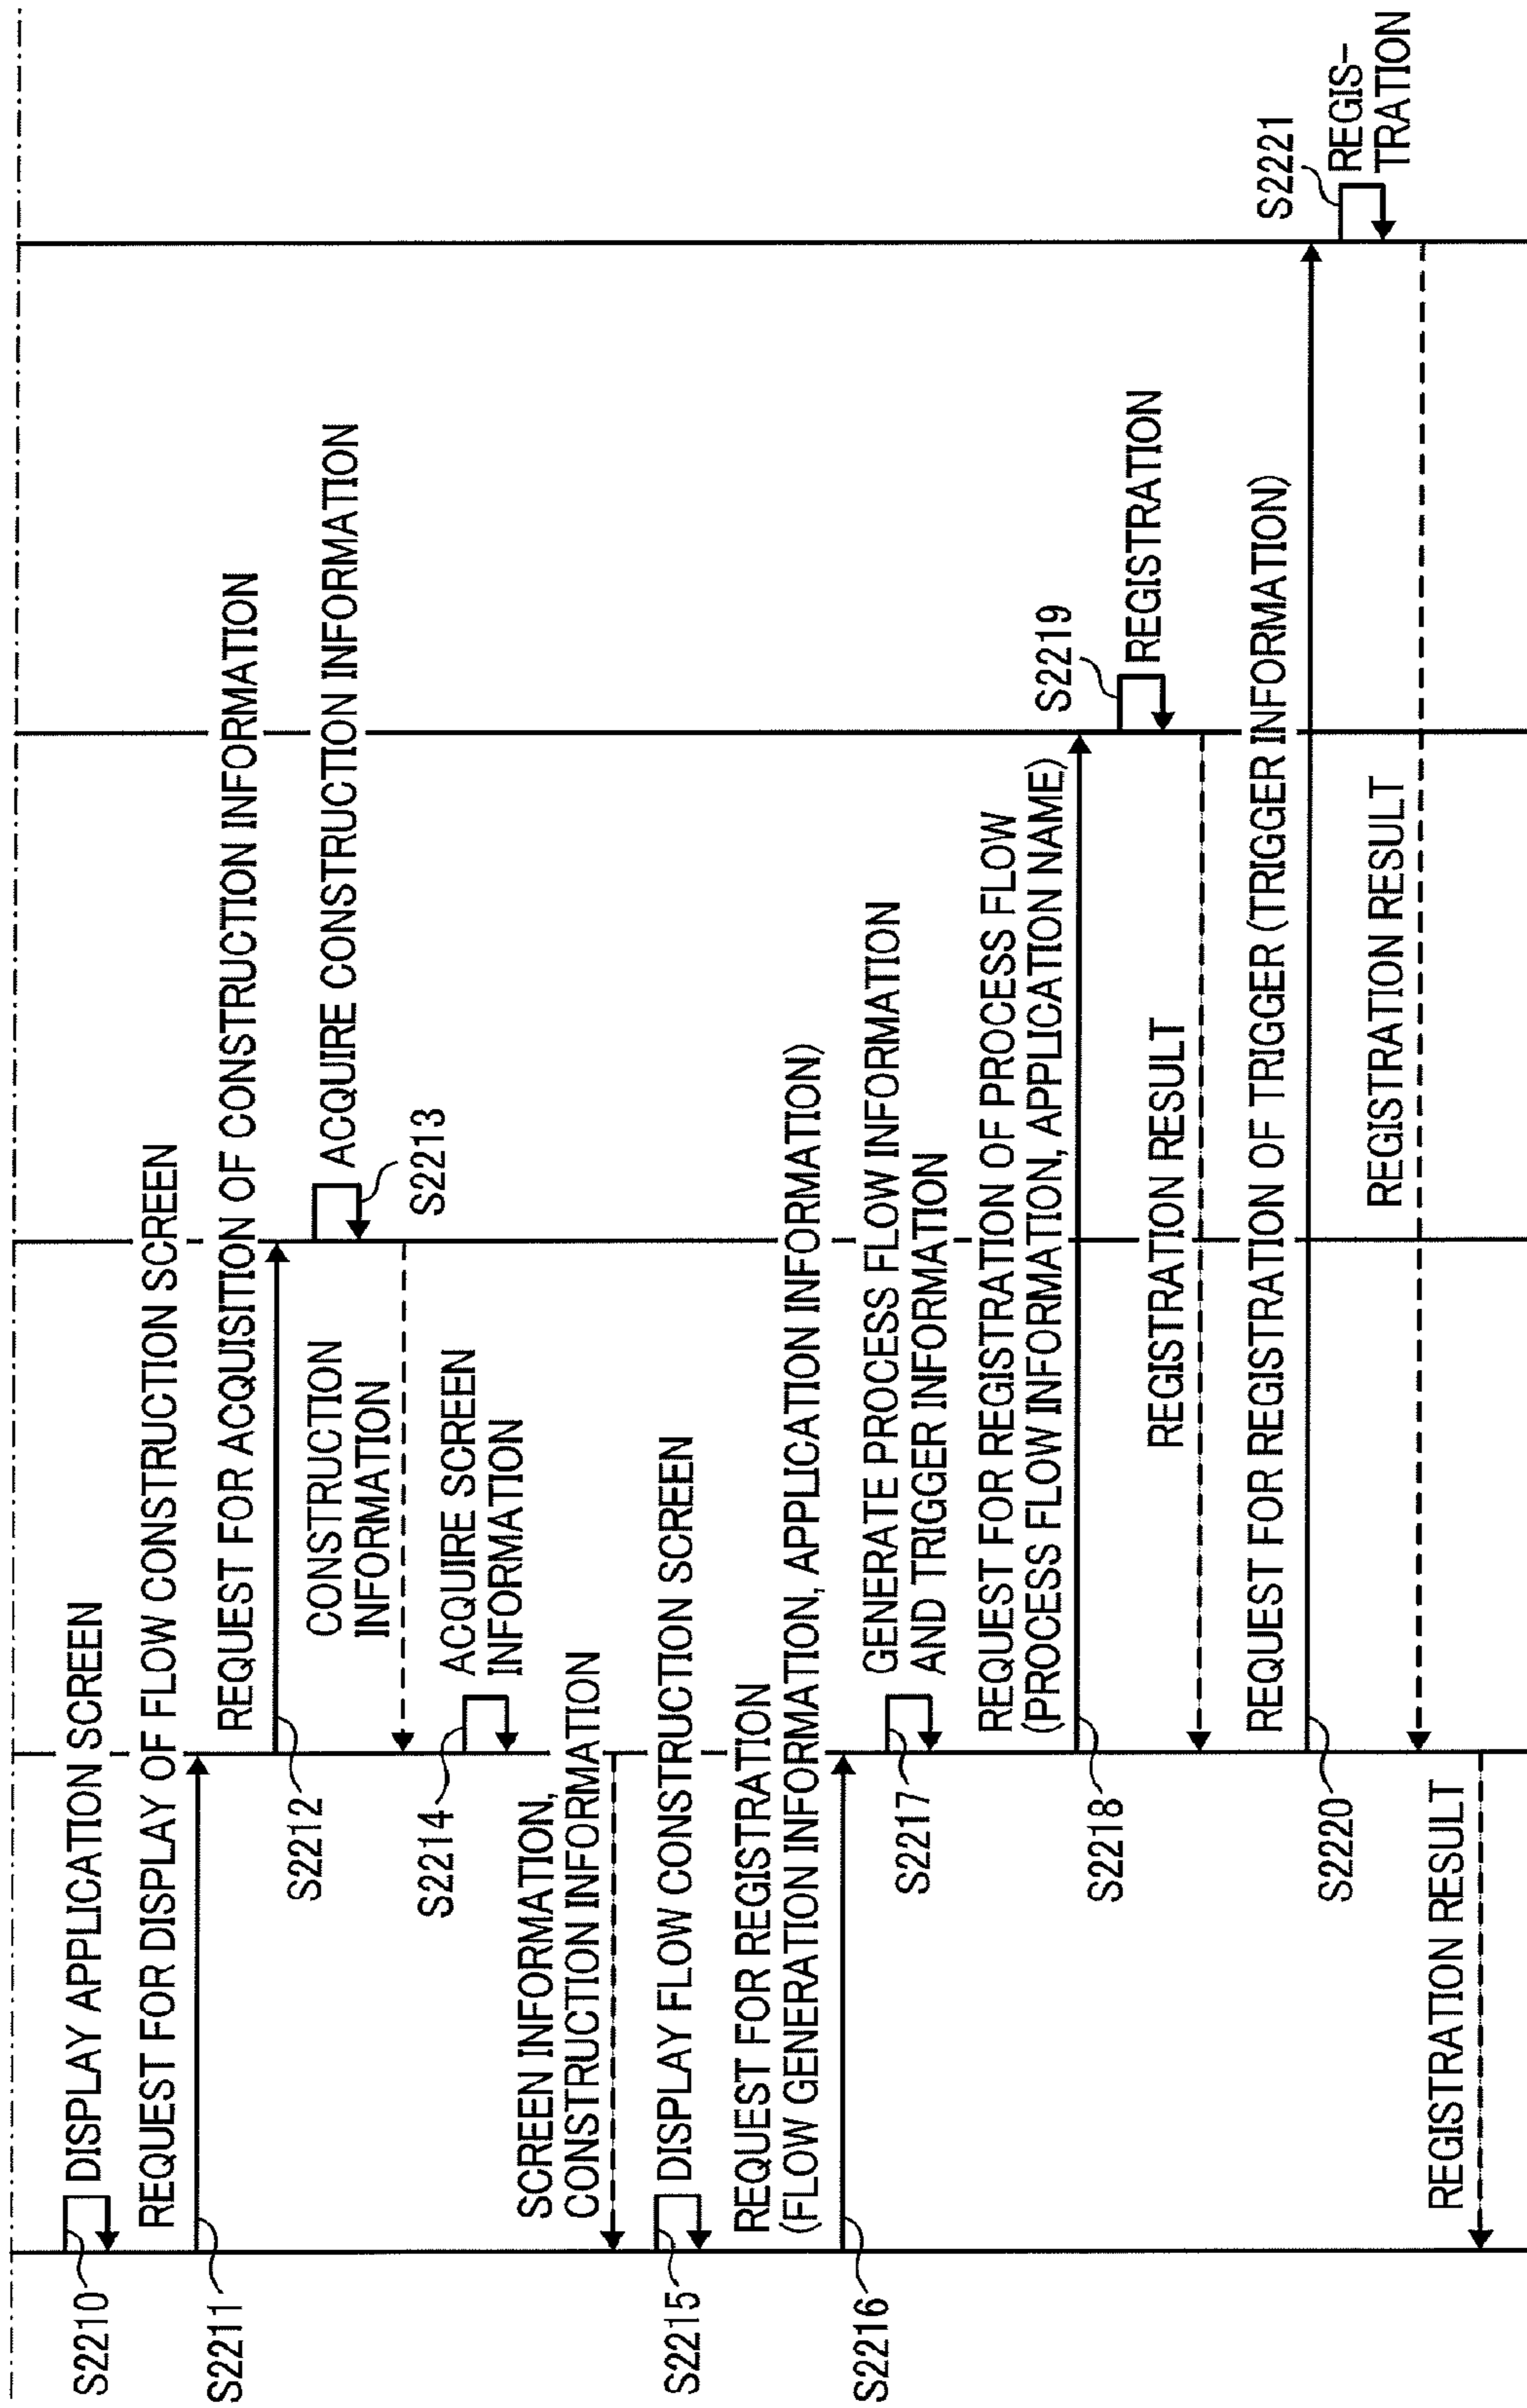 S2210
DISPLAY APPLICATION SCREEN
REQUEST FOR DISPLAY OF FLOW CONSTRUCTION SCREEN
S2211
REQUEST FOR ACQUISITION OF CONSTRUCTION INFORMATION
S2212
ACQUIRE CONSTRUCTION INFORMATION
S2213
CONSTRUCTION
INFORMATION
S2214
ACQUIRE SCREEN
INFORMATION
SCREEN INFORMATION,
CONSTRUCTION INFORMATION
S2215
DISPLAY FLOW CONSTRUCTION SCREEN
REQUEST FOR REGISTRATION
(FLOW GENERATION INFORMATION, APPLICATION INFORMATION)
S2216
GENERATE PROCESS FLOW INFORMATION
AND TRIGGER INFORMATION
S2217
REQUEST FOR REGISTRATION OF PROCESS FLOW
(PROCESS FLOW INFORMATION, APPLICATION NAME)
S2218
S2219
REGISTRATION
REGISTRATION RESULT
REQUEST FOR REGISTRATION OF TRIGGER (TRIGGER INFORMATION)
S2220
S2221
REGIS-
TRATION
REGISTRATION RESULT
REGISTRATION RESULT